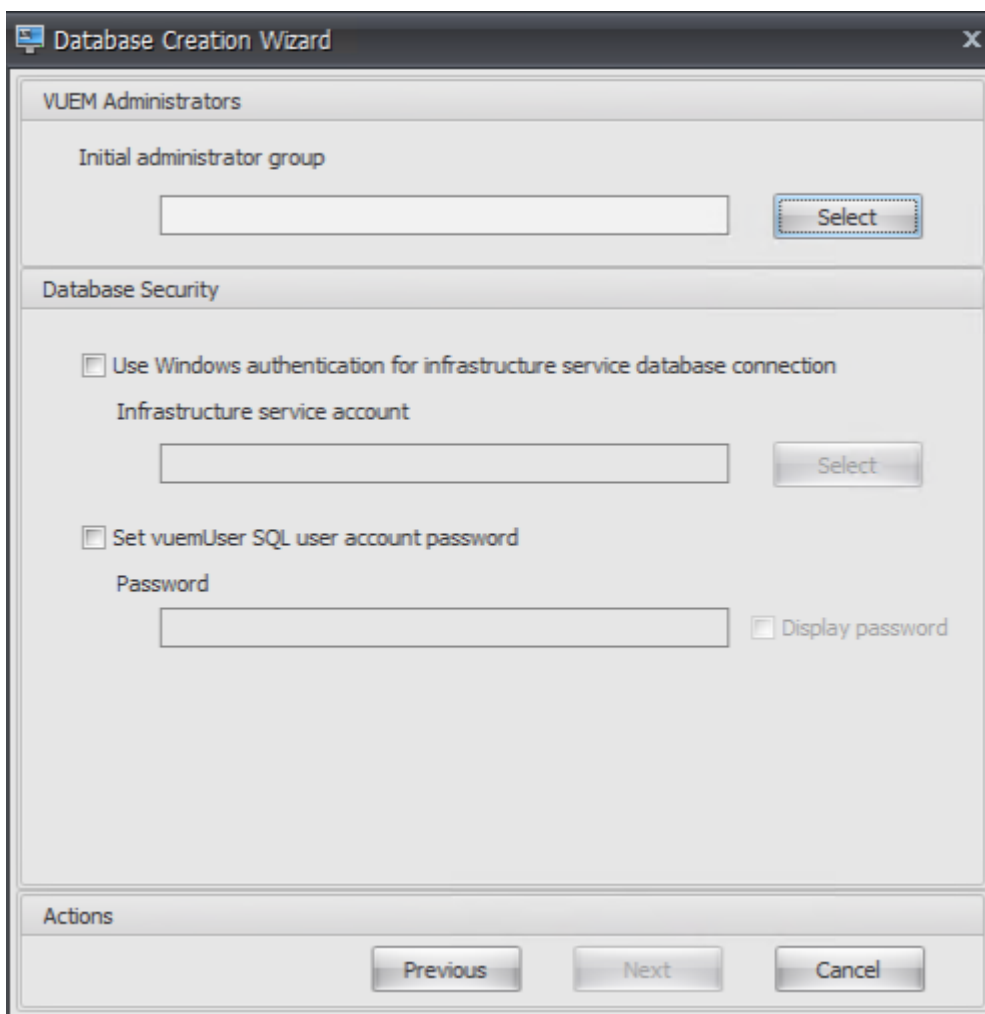 Database Creation Wizard
x
VUEM Administrators
Initial administrator group
Select
Database Security
Use Windows authentication for infrastructure service database connection
Infrastructure service account
Select
Set vuemUser SQL user account password
Password
Display password
Actions
Previous Next Cancel